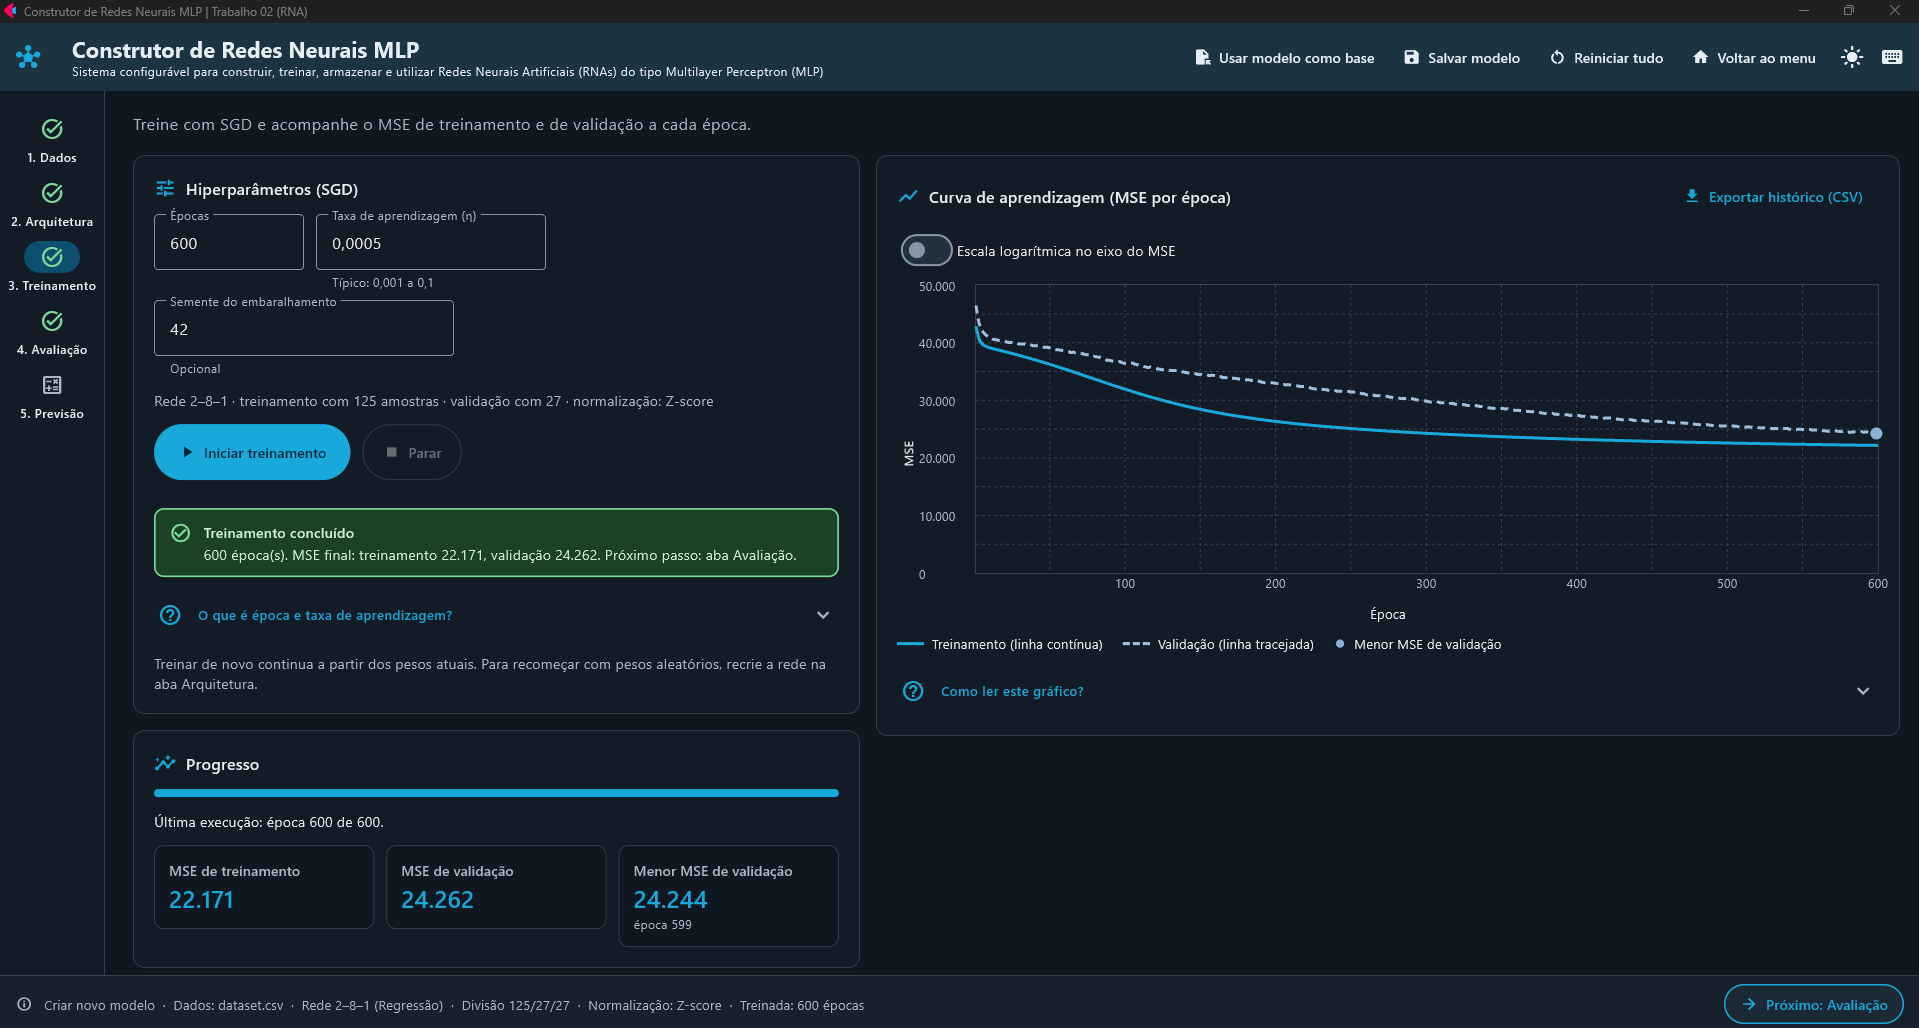 Construtor de Redes Neurais MLP | Trabalho 02 (RNA)
Construtor de Redes Neurais MLP
Sistema configurável para construir, treinar, armazenar e utilizar Redes Neurais Artificiais (RNAs) do tipo Multilayer Perceptron (MLP)
Usar modelo como base
Salvar modelo
Reiniciar tudo
Voltar ao menu
1. Dados
2. Arquitetura
3. Treinamento
4. Avaliação
5. Previsão
Treine com SGD e acompanhe o MSE de treinamento e de validação a cada época.
Hiperparâmetros (SGD)
Épocas
600
Taxa de aprendizagem (η)
0,0005
Típico: 0,001 a 0,1
Semente do embaralhamento
42
Opcional
Rede 2–8–1 · treinamento com 125 amostras · validação com 27 · normalização: Z-score
Iniciar treinamento
Parar
Treinamento concluído
600 época(s). MSE final: treinamento 22.171, validação 24.262. Próximo passo: aba Avaliação.
O que é época e taxa de aprendizagem?
Treinar de novo continua a partir dos pesos atuais. Para recomeçar com pesos aleatórios, recrie a rede na
aba Arquitetura.
Progresso
Última execução: época 600 de 600.
MSE de treinamento
22.171
MSE de validação
24.262
Menor MSE de validação
24.244
época 599
Curva de aprendizagem (MSE por época)
Exportar histórico (CSV)
Escala logarítmica no eixo do MSE
50.000
40.000
30.000
20.000
10.000
0
MSE
100
200
300
400
500
600
Época
Treinamento (linha contínua)
Validação (linha tracejada)
Menor MSE de validação
Como ler este gráfico?
Criar novo modelo · Dados: dataset.csv · Rede 2–8–1 (Regressão) · Divisão 125/27/27 · Normalização: Z-score · Treinada: 600 épocas
Próximo: Avaliação